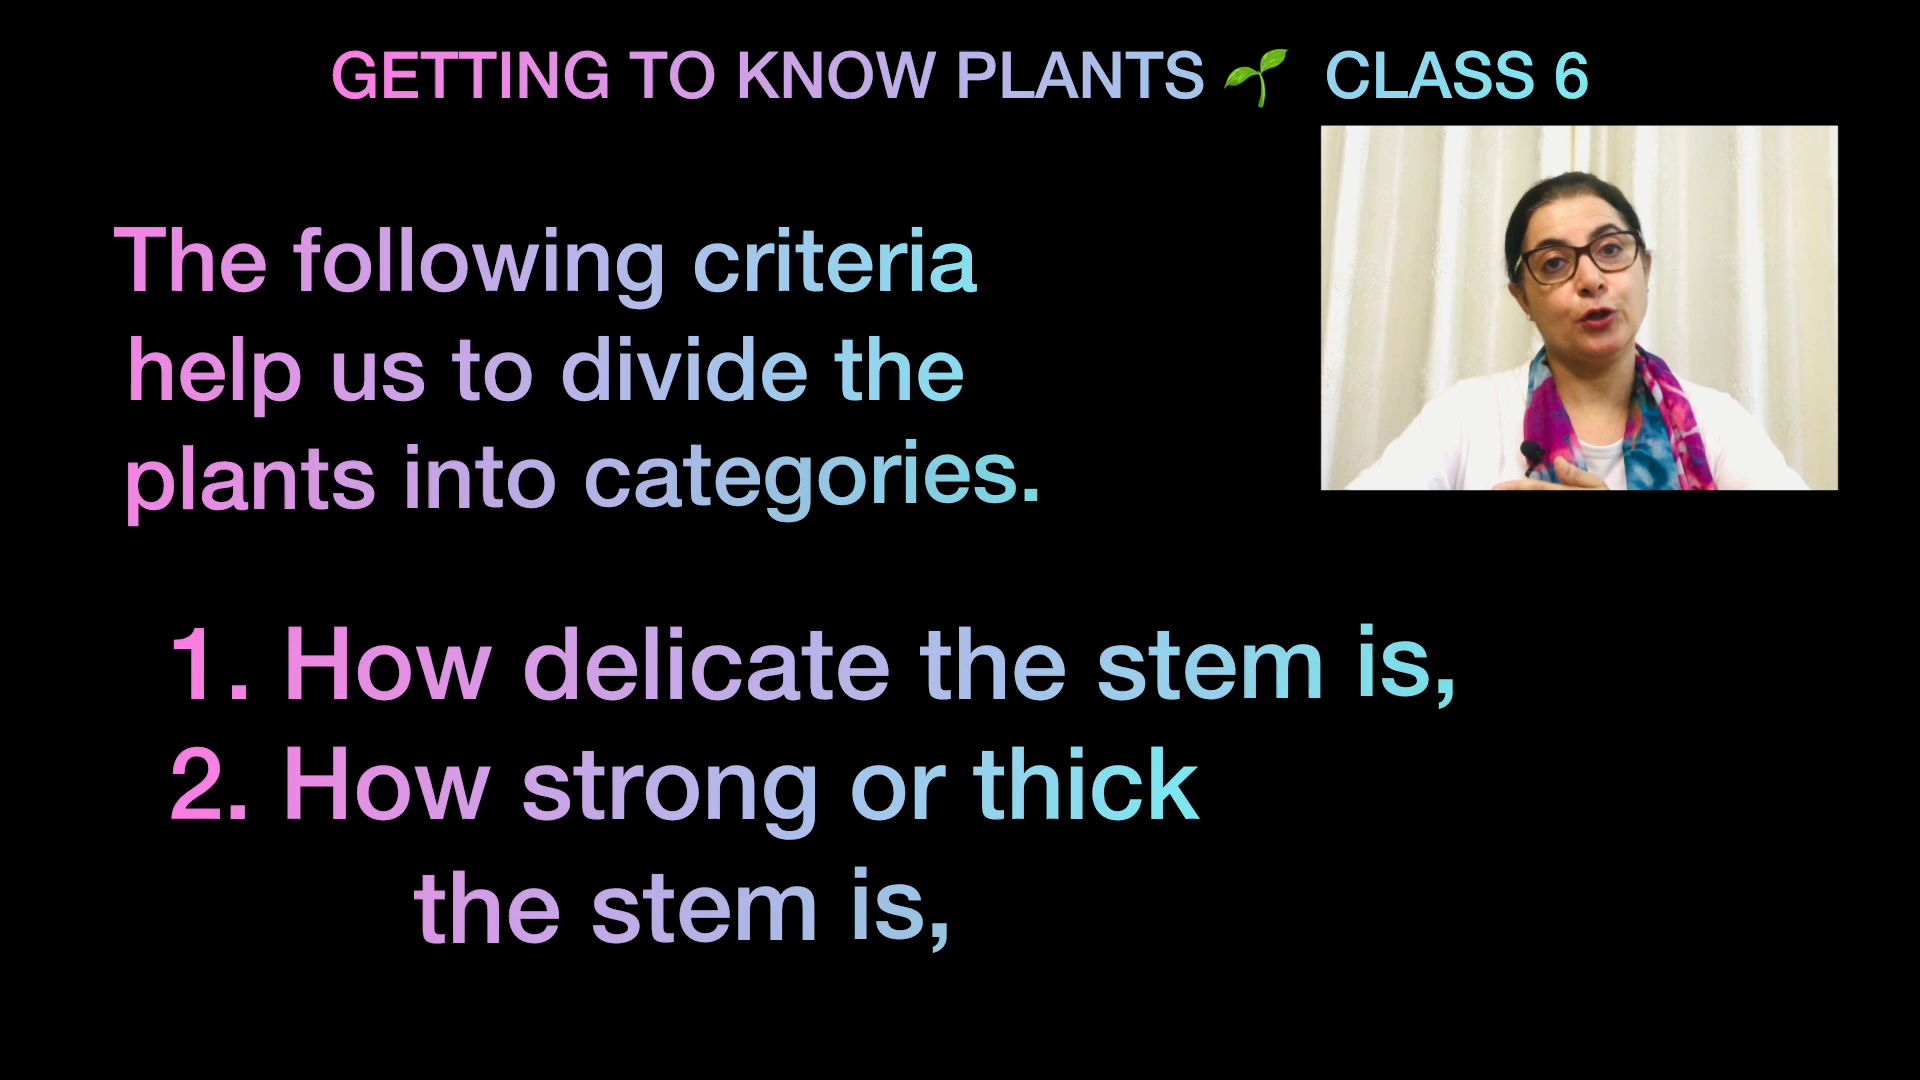 GETTING TO KNOW PLANTS 🌱 CLASS 6
The following criteria
help us to divide the
plants into categories.
1. How delicate the stem is,
2. How strong or thick
the stem is,